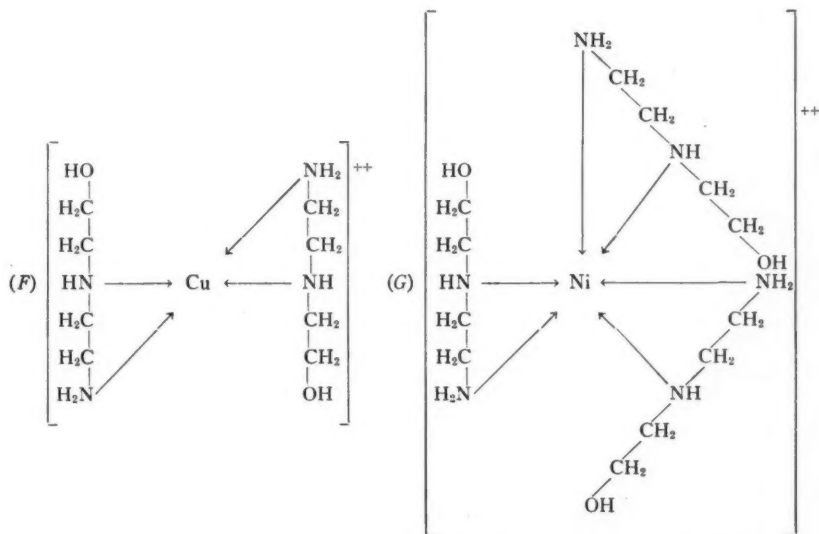 (F)
HO
H₂C
H₂C
HN
H₂C
H₂C
H₂N
Cu
NH₂
CH₂
CH₂
NH
CH₂
CH₂
OH
++
(G)
HO
H₂C
H₂C
HN
H₂C
H₂C
H₂N
Ni
NH₂
CH₂
CH₂
NH
CH₂
CH₂
OH
NH₂
CH₂
CH₂
NH
CH₂
CH₂
OH
++